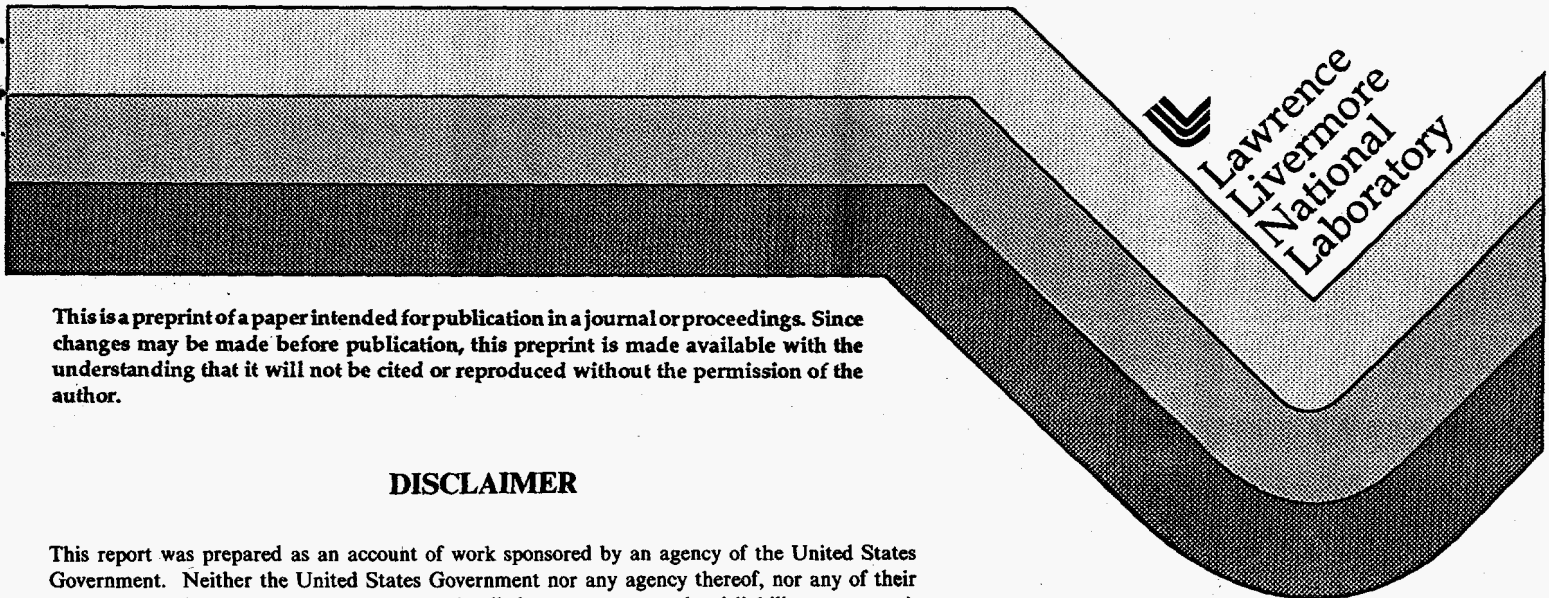 Lawrence
Livermore
National
Laboratory
This is a preprint of a paper intended for publication in a journal or proceedings. Since
changes may be made before publication, this preprint is made available with the
understanding that it will not be cited or reproduced without the permission of the
author.
DISCLAIMER
This report was prepared as an account of work sponsored by an agency of the United States
Government. Neither the United States Government nor any agency thereof, nor any of their